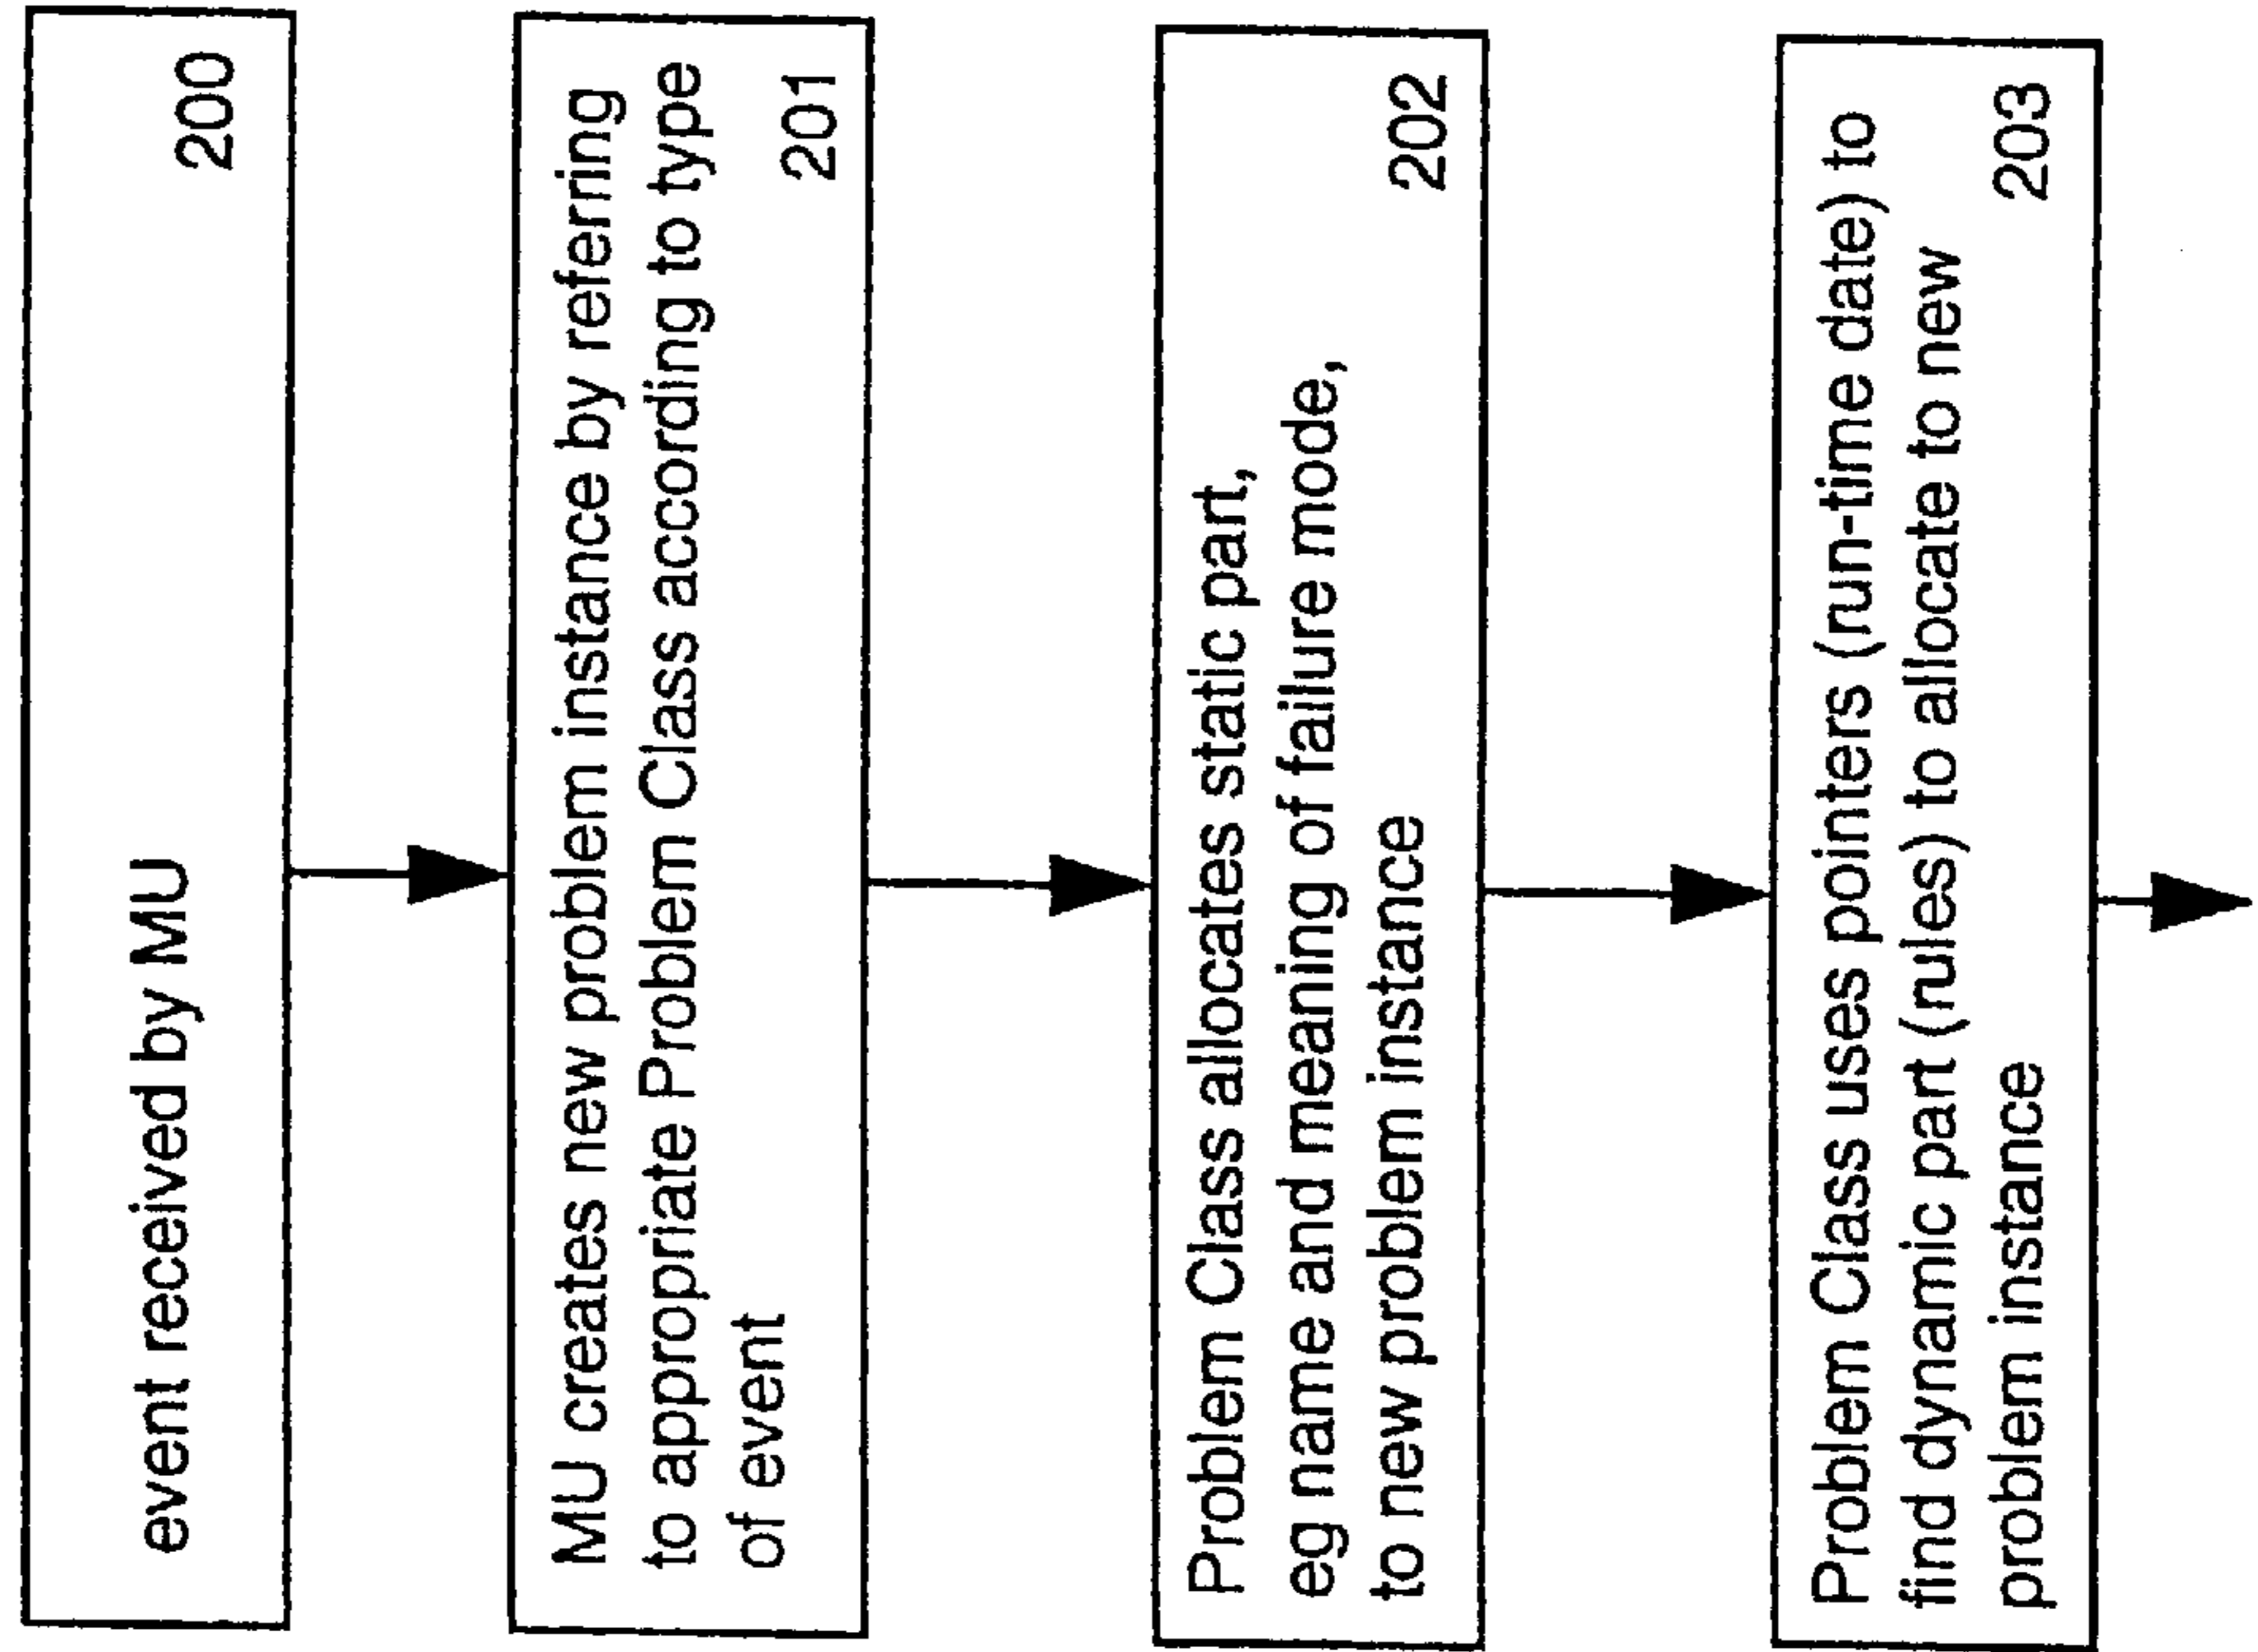 event received by MU
200
MU creates new problem instance by referring
to appropriate Problem Class according to type
of event
201
Problem Class allocates static part,
eg name and meaning of failure mode,
to new problem instance
202
Problem Class uses pointers (run-time date) to
find dynamic part (rules) to allocate to new
problem instance
203